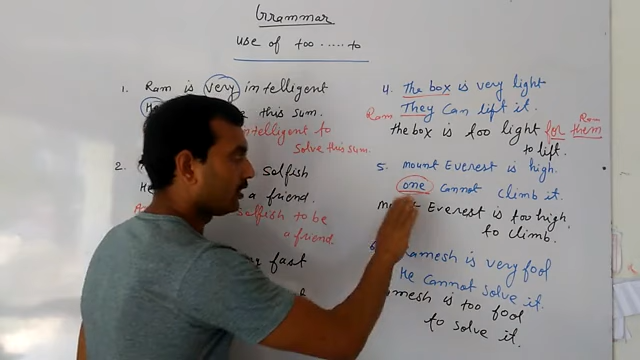 Grammar
use of too ..... to
1. Ram is very intelligent
He this sum.
intelligent to
solve this sum.
2. selfish
He a friend.
selfish to be
a friend.
fast
4. The box is very light
Ram They can lift it. Ram
the box is too light for them
to lift.
5. Mount Everest is high.
one cannot climb it.
Mount Everest is too high
to climb.
Ramesh is very fool
He cannot solve it.
Ramesh is too fool
to solve it.